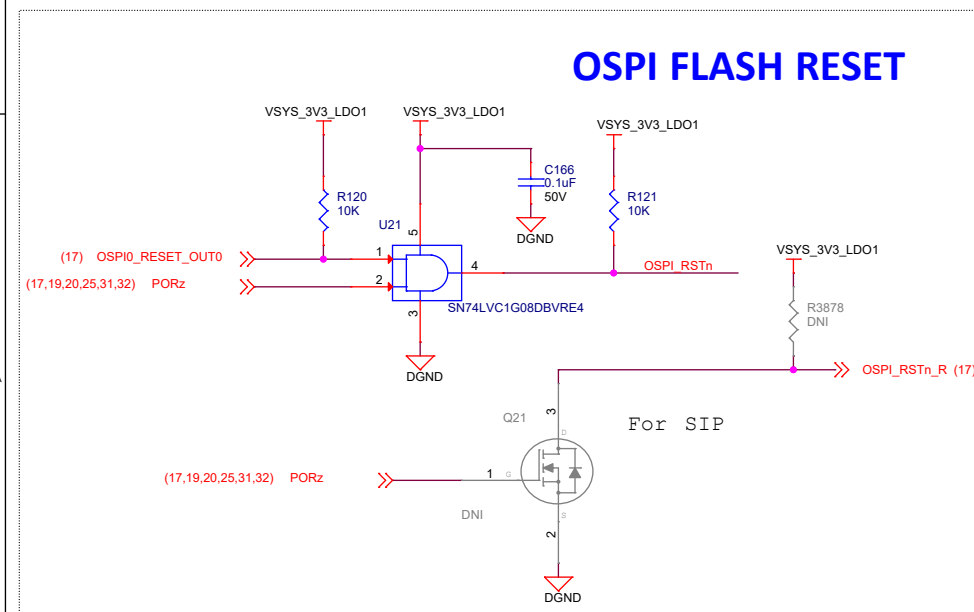 OSPI FLASH RESET
VSYS_3V3_LDO1
VSYS_3V3_LDO1
VSYS_3V3_LDO1
C166
0.1uF
50V
R120
10K
R121
10K
U21
5
DGND
VSYS_3V3_LDO1
(17) OSPI0_RESET_OUT0
1
4
OSPI_RSTn
(17,19,20,25,31,32) PORz
2
SN74LVC1G08DBVRE4
3
R3878
DNI
DGND
OSPI_RSTn_R (17)
Q21
3
For SIP
D
(17,19,20,25,31,32) PORz
1
G
DNI
S
2
DGND